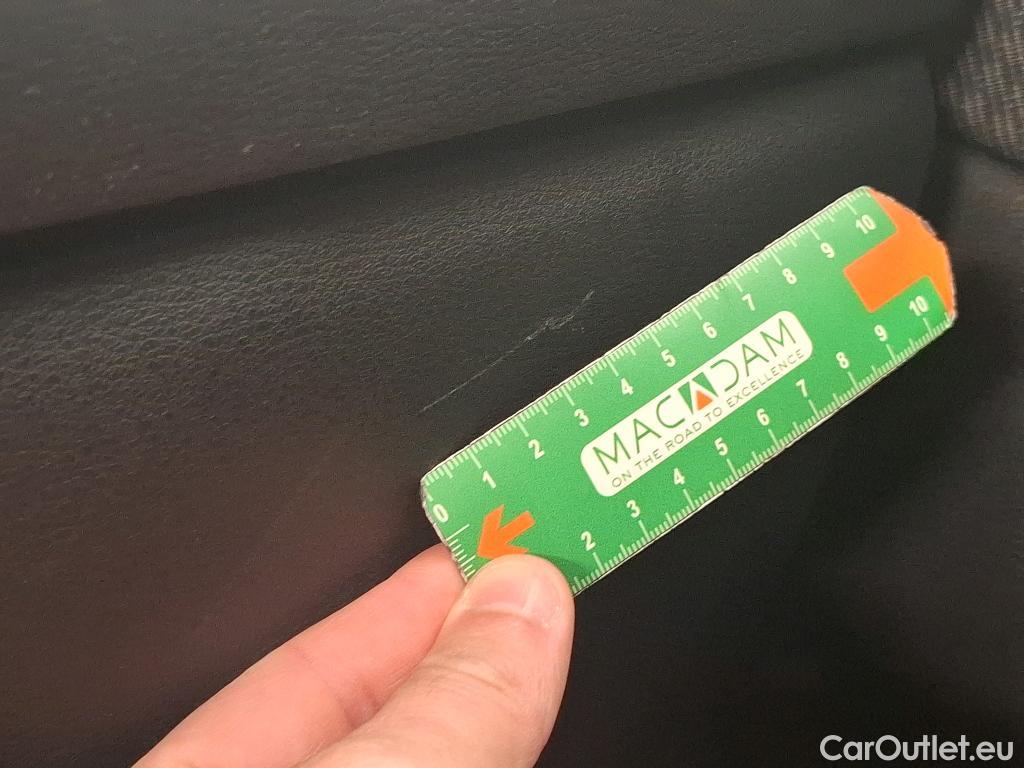 0 1 2 3 4 5 6 7 8 9 10
MACADAM
ON THE ROAD TO EXCELLENCE
2 3 4 5 6 7 8 9 10
CarOutlet.eu